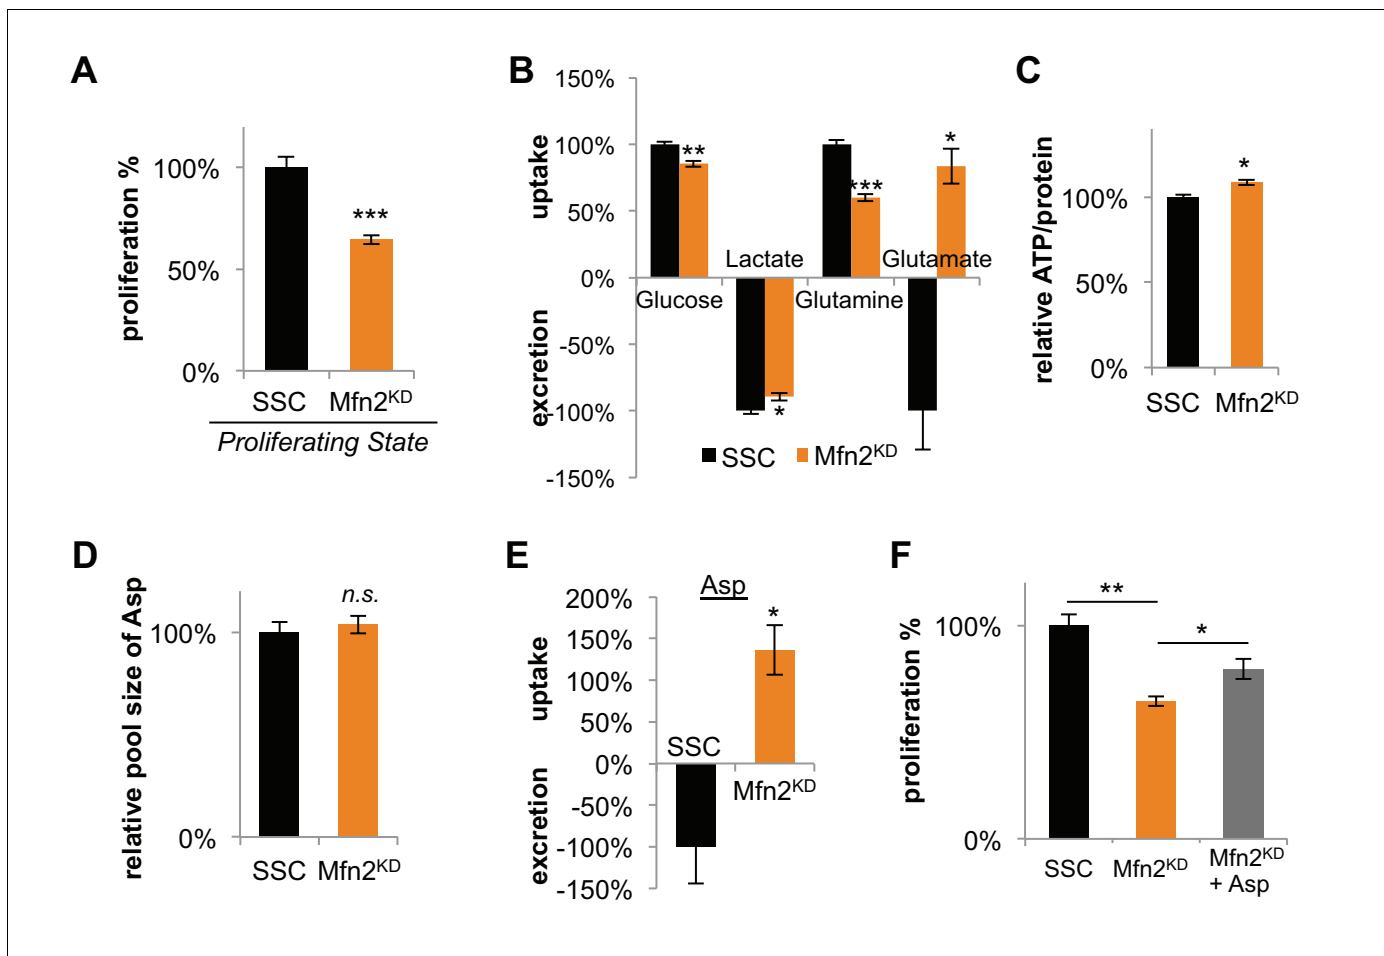 A
proliferation %
100%
50%
0%
***
SSC
Mfn2KD
Proliferating State
B
uptake
excretion
150%
100%
50%
0%
-50%
-100%
-150%
**
***
*
Lactate
Glutamate
Glucose
Glutamine
*
SSC
Mfn2KD
C
relative ATP/protein
100%
50%
0%
*
SSC
Mfn2KD
D
relative pool size of Asp
100%
0%
n.s.
SSC
Mfn2KD
E
uptake
excretion
Asp
200%
150%
100%
50%
0%
-50%
-100%
-150%
*
SSC
Mfn2KD
F
proliferation %
100%
0%
**
*
SSC
Mfn2KD
Mfn2KD
+ Asp